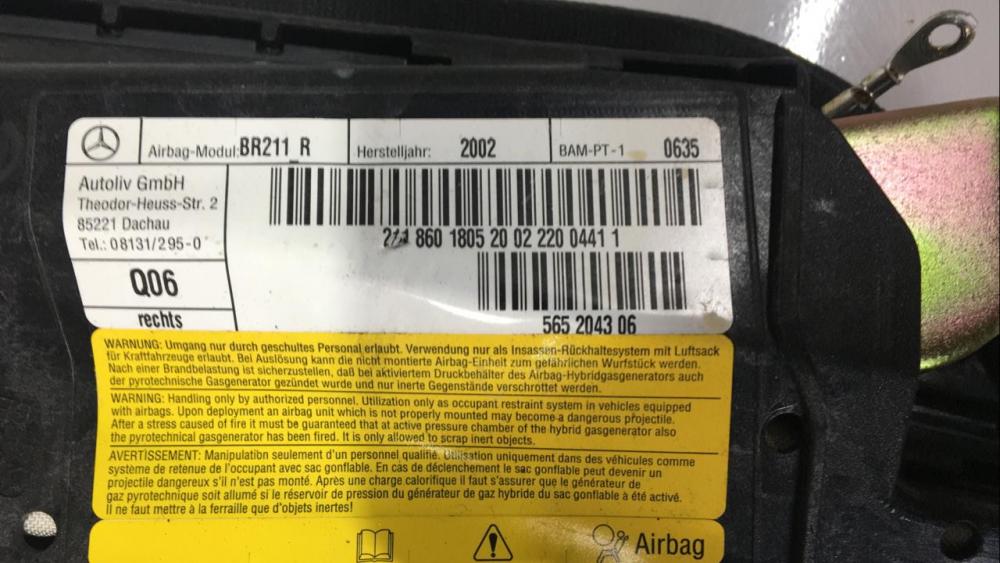 Airbag-Modul: BR211_R Herstelljahr: 2002 BAM-PT-1 0635
Autoliv GmbH
Theodor-Heuss-Str. 2
85221 Dachau
Tel.: 08131/295-0
211 860 1805 20 02 220 0441 1
Q06
rechts
565 2043 06
WARNUNG: Umgang nur durch geschultes Personal erlaubt. Verwendung nur als Insassen-Rückhaltesystem mit Luftsack
für Kraftfahrzeuge erlaubt. Bei Auslösung kann die nicht montierte Airbag-Einheit zum gefährlichen Wurfstück werden.
Nach einer Brandbelastung ist sicherzustellen, daß bei aktiviertem Druckbehälter des Airbag-Hybridgasgenerators auch
der pyrotechnische Gasgenerator gezündet wurde und nur inerte Gegenstände verschrottet werden.
WARNING: Handling only by authorized personnel. Utilization only as occupant restraint system in vehicles equipped
with airbags. Upon deployment an airbag unit which is not properly mounted may become a dangerous projectile.
After a stress caused of fire it must be guaranteed that at active pressure chamber of the hybrid gasgenerator also
the pyrotechnical gasgenerator has been fired. It is only allowed to scrap inert objects.
AVERTISSEMENT: Manipulation seulement d'un personnel qualifié. Utilisation uniquement dans des véhicules comme
systeme de retenue de l'occupant avec sac gonflable. En cas de déclenchement le sac gonflable peut devenir un
projectile dangereux s'il n'est pas monté. Après une charge calorifique il faut s'assurer que le générateur de
gaz pyrotechnique soit allumé si le réservoir de pression du générateur de gaz hybride du sac gonflable à été activé.
Il ne faut mettre à la ferraille que d'objets inertes!
Airbag